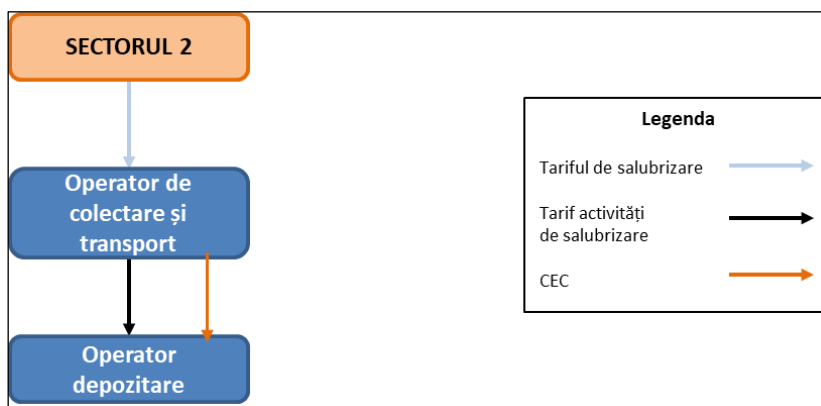 SECTORUL 2
Operator de
colectare și
transport
Operator
depozitare
Legenda
Tariful de salubrizare
Tarif activități
de salubrizare
CEC